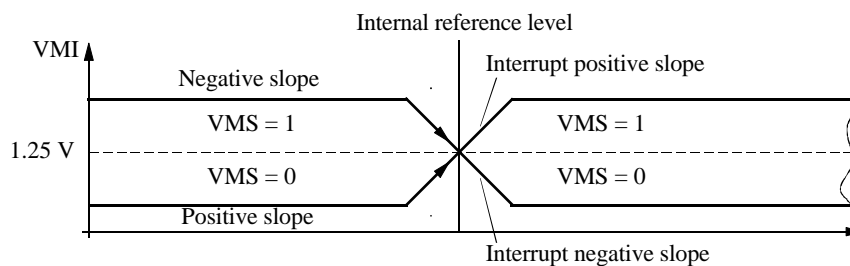 Internal reference level
VMI
Negative slope
Interrupt positive slope
VMS = 1
VMS = 1
1.25 V
VMS = 0
VMS = 0
Positive slope
Interrupt negative slope